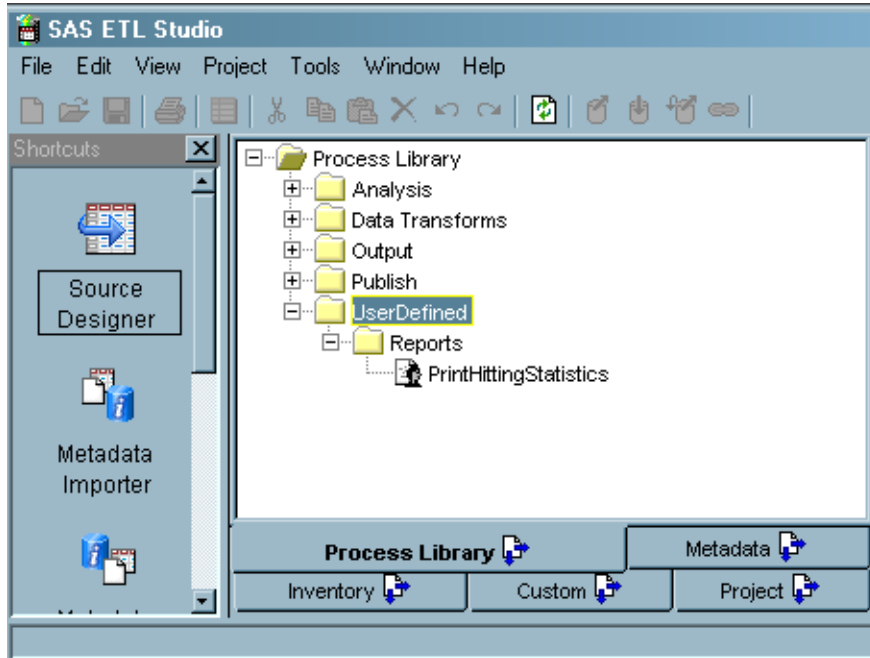 SAS ETL Studio
File Edit View Project Tools Window Help
Shortcuts
Source
Designer
Metadata
Importer
Process Library
Analysis
Data Transforms
Output
Publish
UserDefined
Reports
PrintHittingStatistics
Process Library
Metadata
Inventory
Custom
Project